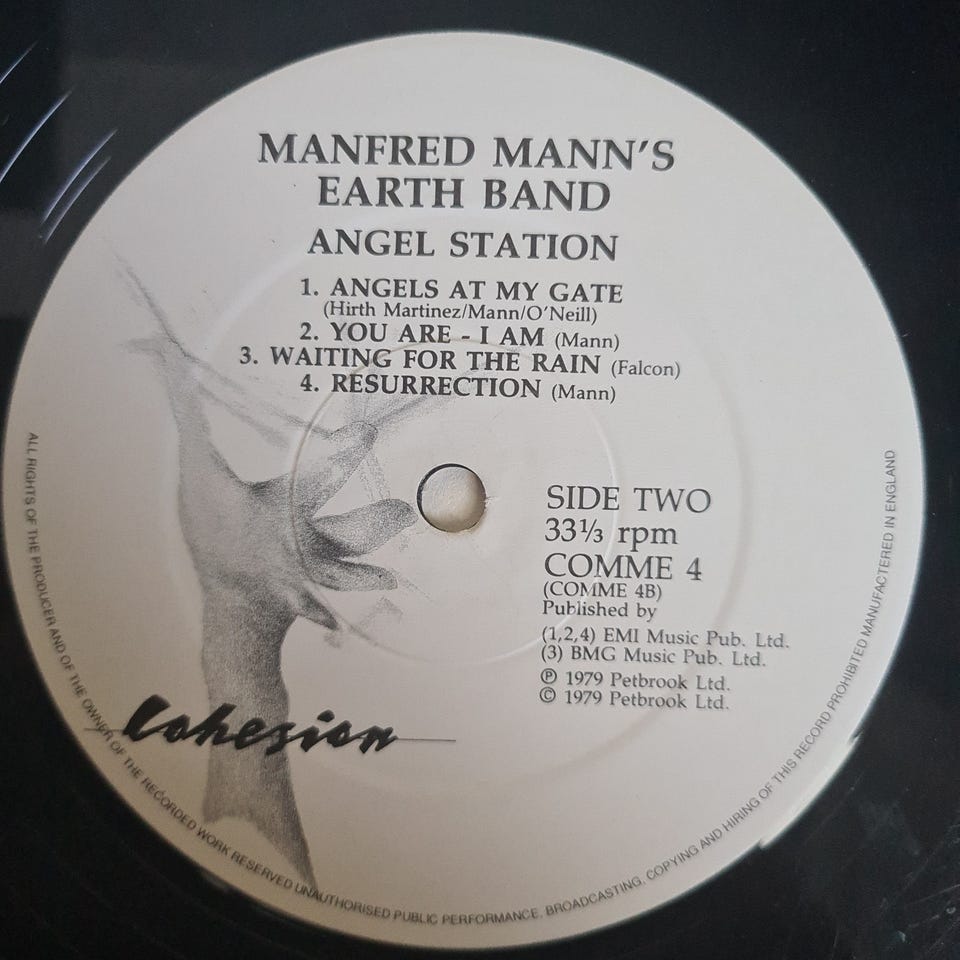 MANFRED MANN'S
EARTH BAND
ANGEL STATION
1. ANGELS AT MY GATE
(Hirth Martinez/Mann/O'Neill)
2. YOU ARE - I AM (Mann)
3. WAITING FOR THE RAIN (Falcon)
4. RESURRECTION (Mann)
SIDE TWO
33⅓ rpm
COMME 4
(COMME 4B)
Published by
(1,2,4) EMI Music Pub. Ltd.
(3) BMG Music Pub. Ltd.
℗ 1979 Petbrook Ltd.
© 1979 Petbrook Ltd.
Cohesion
ALL RIGHTS OF THE PRODUCER AND OF THE OWNER OF THE RECORDED WORK RESERVED UNAUTHORISED PUBLIC PERFORMANCE, BROADCASTING, COPYING AND HIRING OF THIS RECORD PROHIBITED MANUFACTERED IN ENGLAND